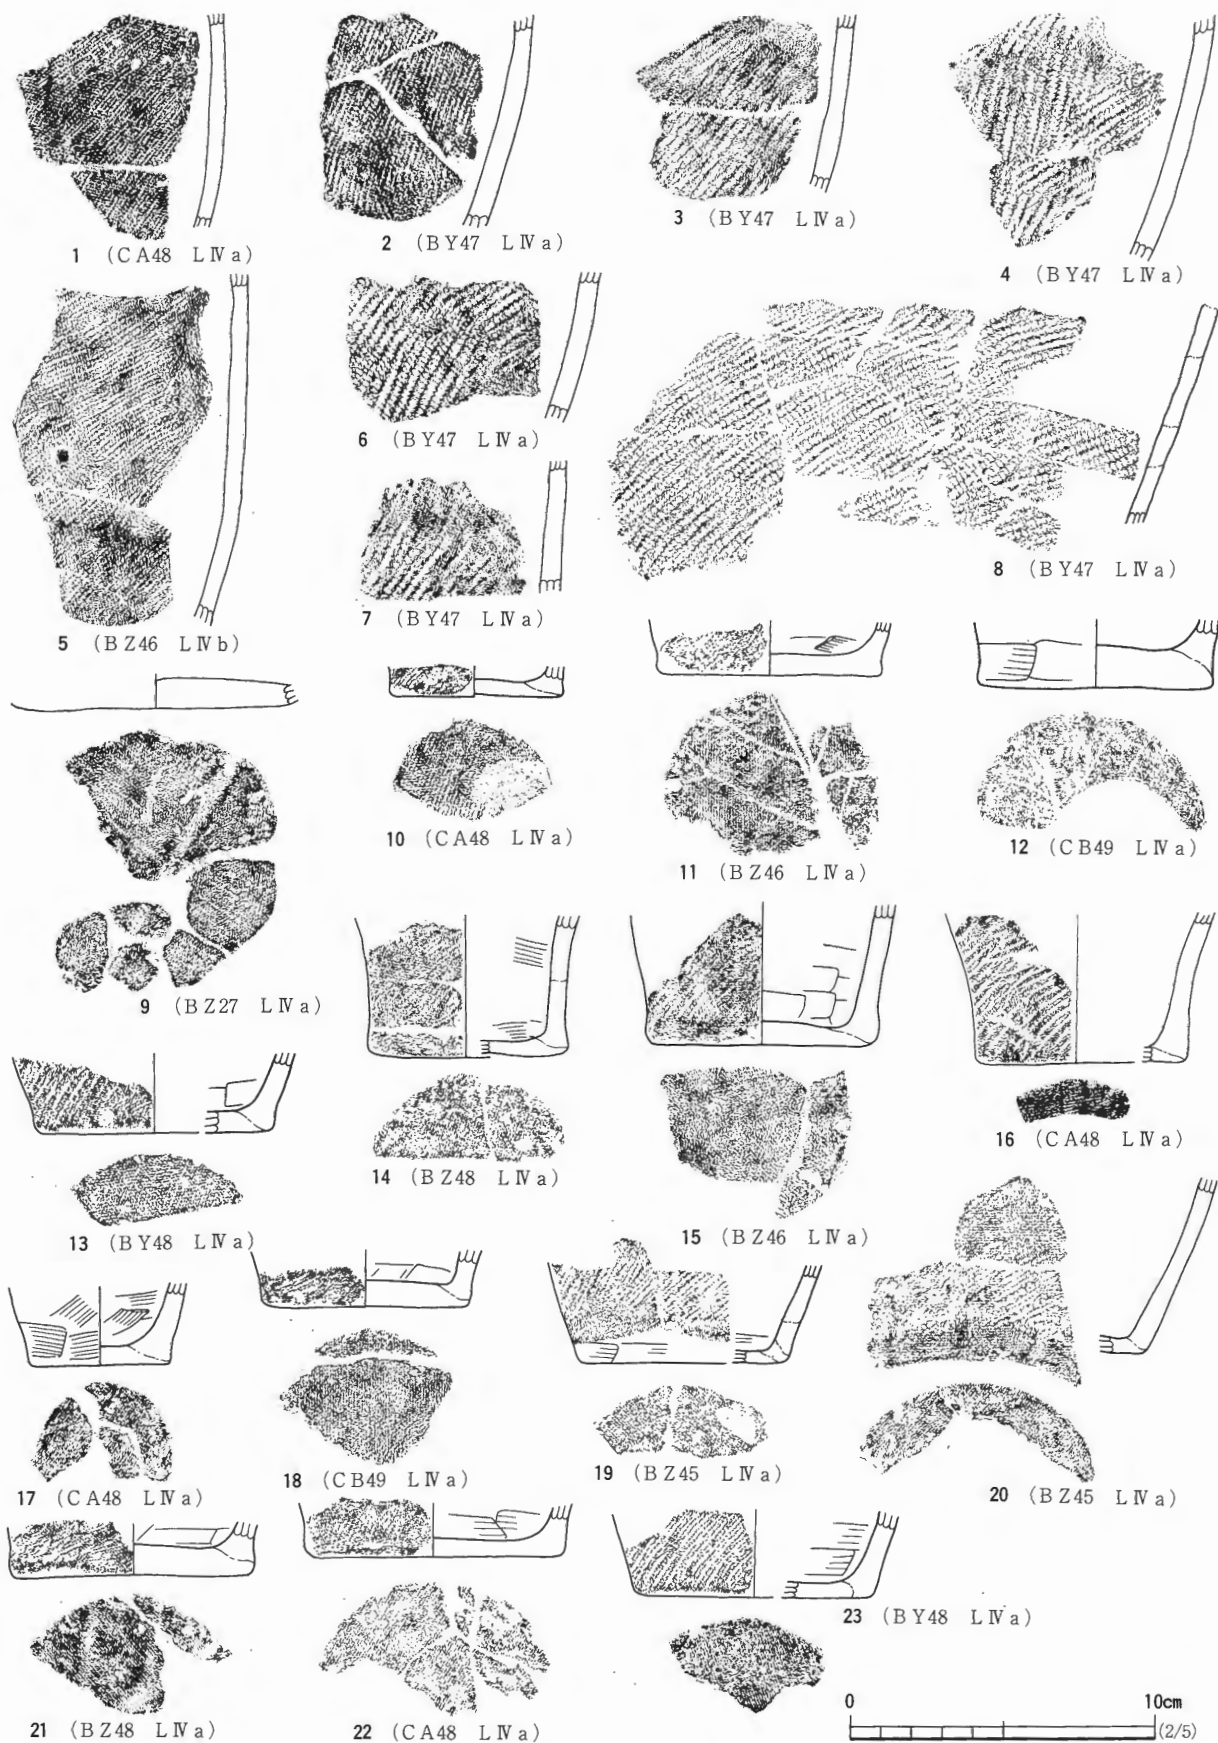 1 (CA48 LⅣa)
2 (BY47 LⅣa)
3 (BY47 LⅣa)
4 (BY47 LⅣa)
5 (BZ46 LⅣb)
6 (BY47 LⅣa)
7 (BY47 LⅣa)
8 (BY47 LⅣa)
9 (BZ27 LⅣa)
10 (CA48 LⅣa)
11 (BZ46 LⅣa)
12 (CB49 LⅣa)
13 (BY48 LⅣa)
14 (BZ48 LⅣa)
15 (BZ46 LⅣa)
16 (CA48 LⅣa)
17 (CA48 LⅣa)
18 (CB49 LⅣa)
19 (BZ45 LⅣa)
20 (BZ45 LⅣa)
21 (BZ48 LⅣa)
22 (CA48 LⅣa)
23 (BY48 LⅣa)
0 10cm
(2/5)